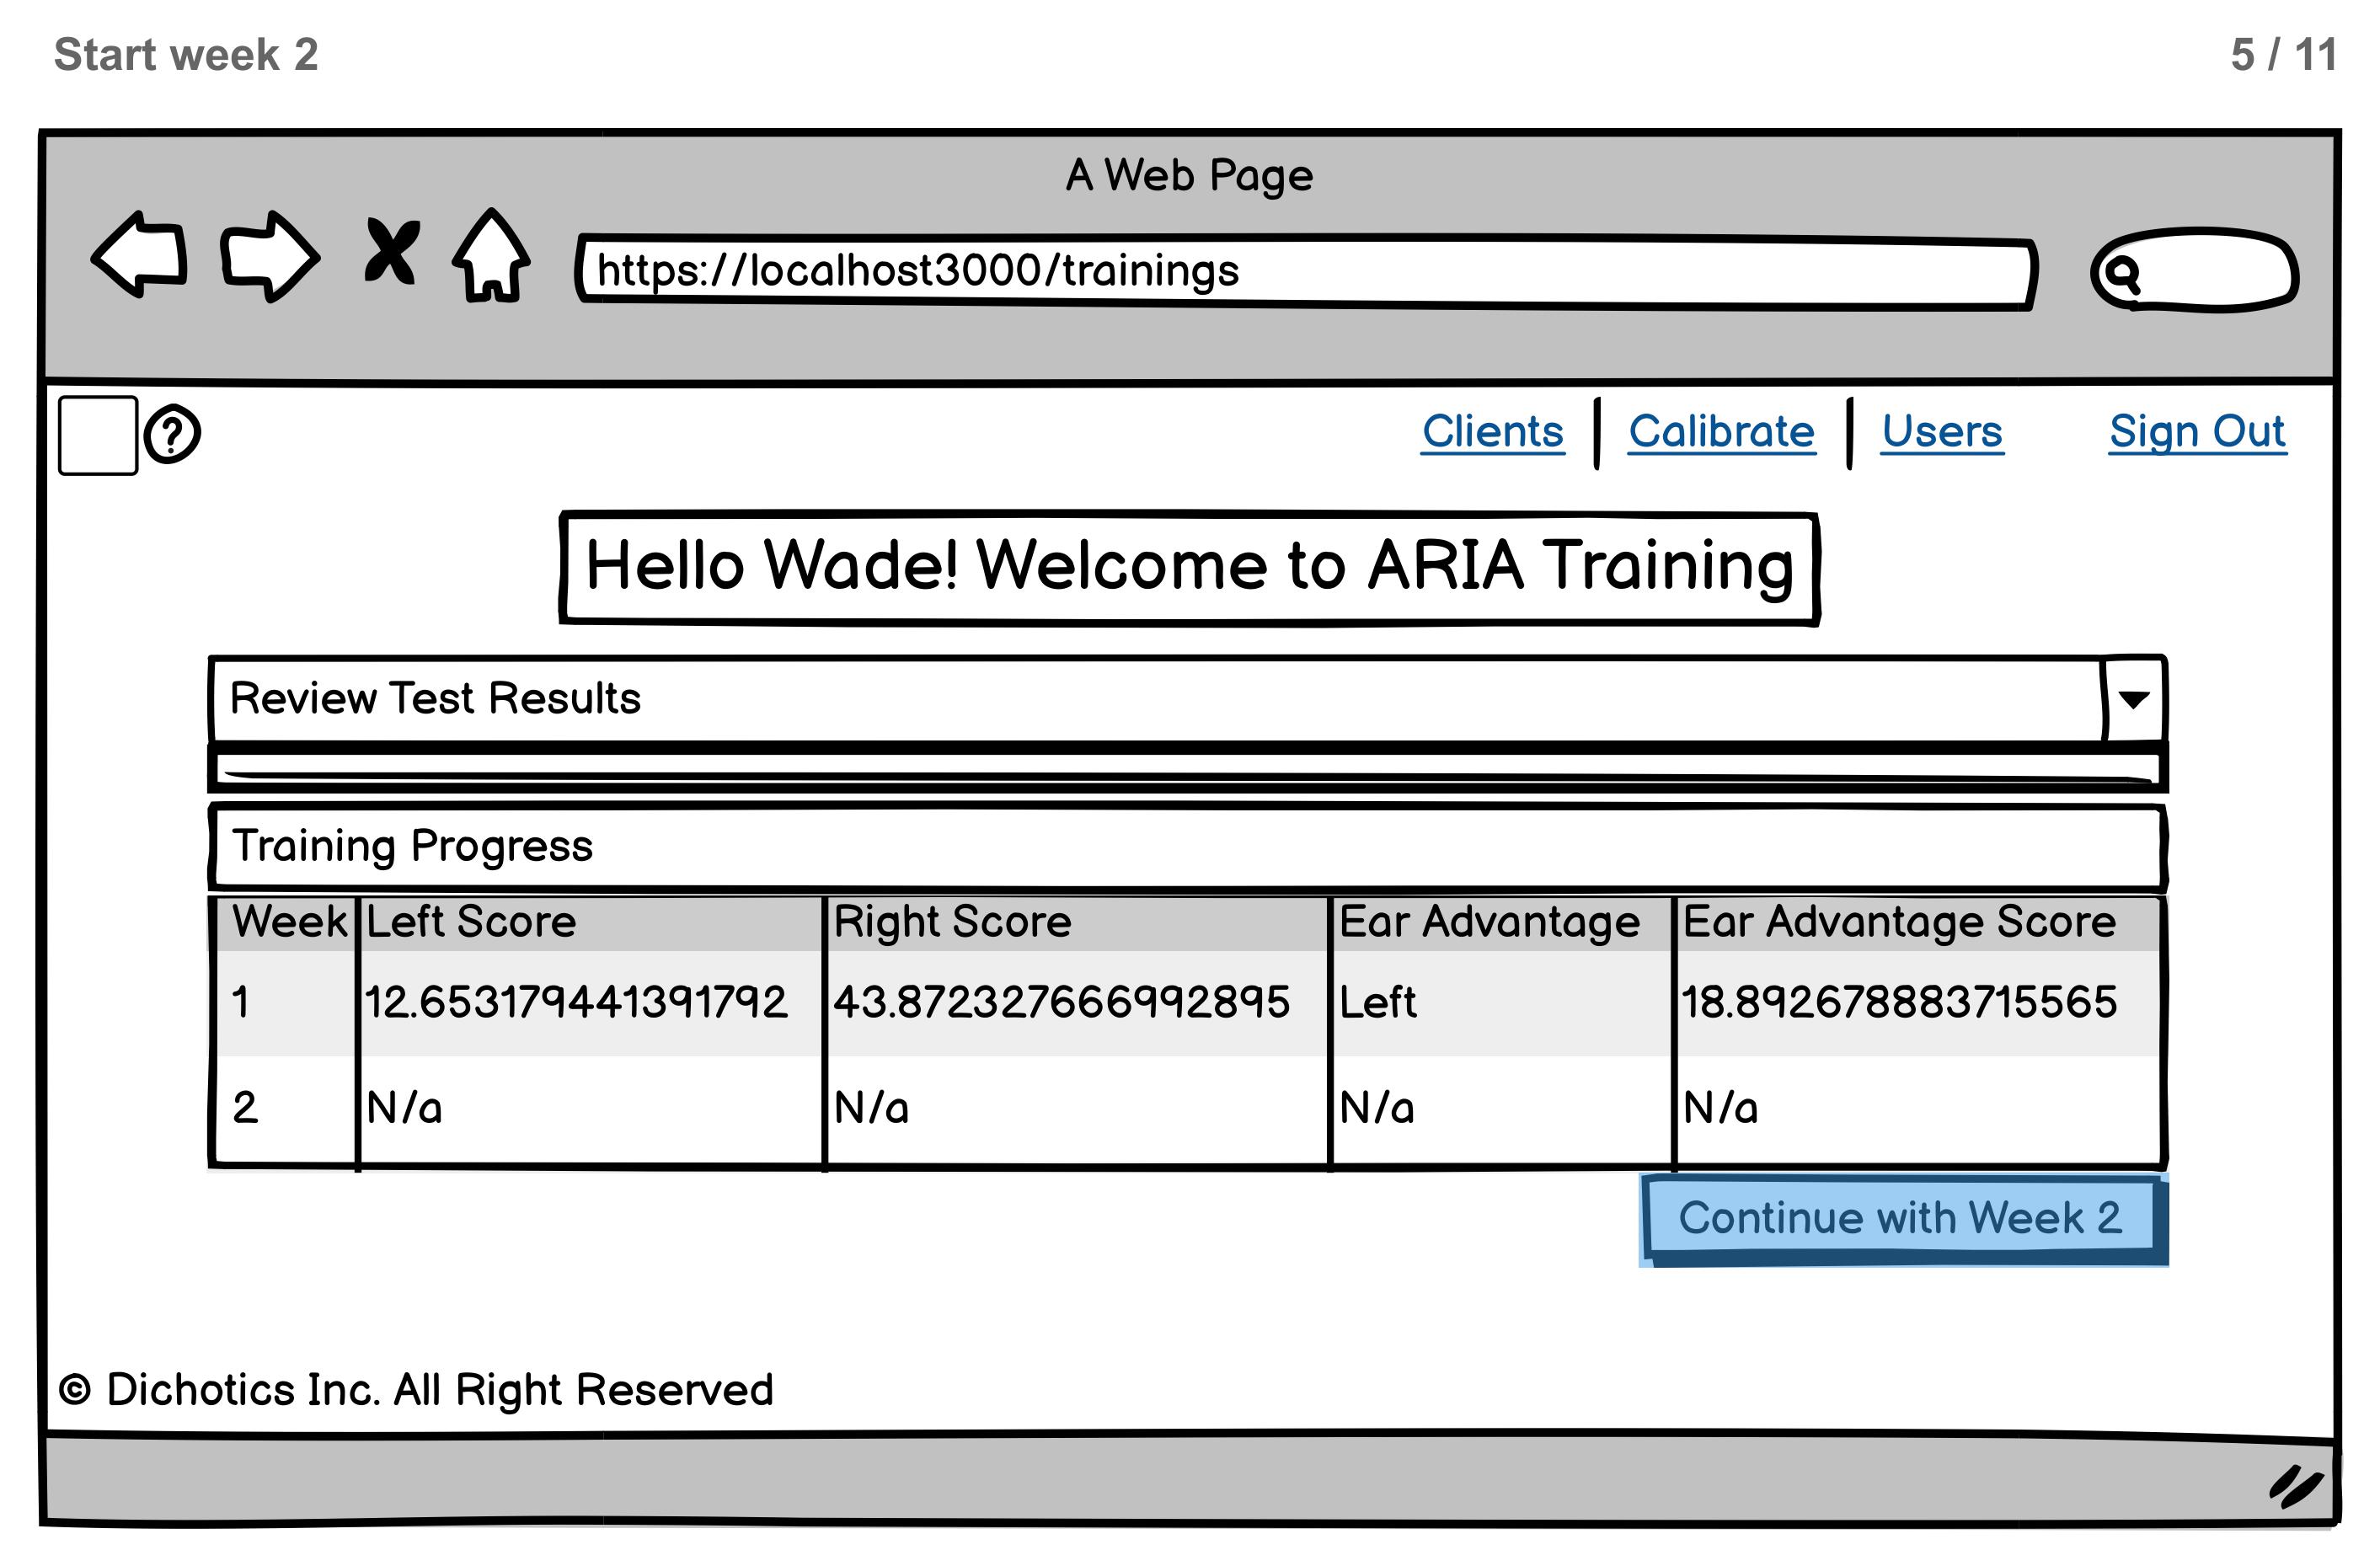 Start week 2
5 / 11
A Web Page
https://localhost3000/trainings
?
Clients
Calibrate
Users
Sign Out
Hello Wade! Welcome to ARIA Training
Review Test Results
Training Progress
Week Left Score Right Score Ear Advantage Ear Advantage Score
1 12.653179441391792 43.872327666992895 Left 18.892678883715565
2 N/a N/a N/a N/a
Continue with Week 2
© Dichotics Inc. All Right Reserved